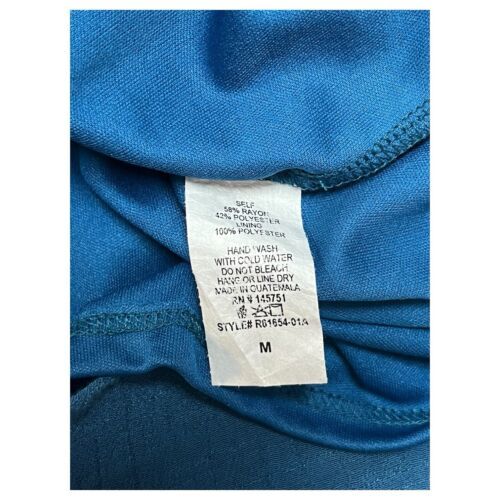 SELF
58% RAYON
42% POLYESTER
LINING
100% POLYESTER
HAND WASH
WITH COLD WATER
DO NOT BLEACH
HANG OR LINE DRY
MADE IN GUATEMALA
RN # 145751
STYLE# R61654-01A
M